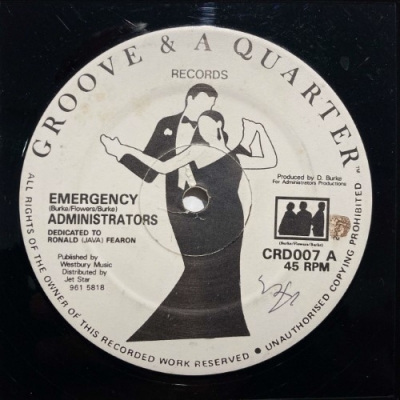 GROOVE & A QUARTER
RECORDS
EMERGENCY
(Burke/Flowers/Burke)
ADMINISTRATORS
DEDICATED TO
RONALD (JAVA) FEARON
Published by
Westbury Music
Distributed by
Jet Star
961 5818
Produced by D. Burke
For Administrators Productions
(Burke/Flowers/Burke)
CRD007 A
45 RPM
ALL RIGHTS OF THE OWNER OF THIS RECORDED WORK RESERVED • UNAUTHORISED COPYING PROHIBITED